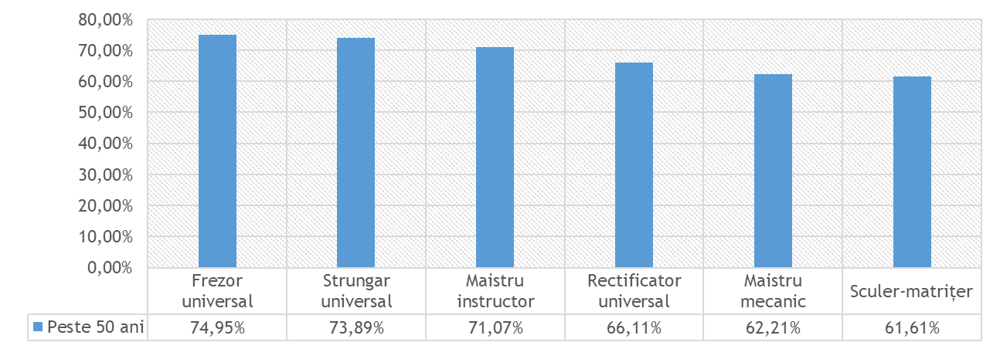 80,00%
70,00%
60,00%
50,00%
40,00%
30,00%
20,00%
10,00%
0,00%
Frezor
universal
Strungar
universal
Maistru
instructor
Rectificator
universal
Maistru
mecanic
Sculer-matrițer
Peste 50 ani 74,95% 73,89% 71,07% 66,11% 62,21% 61,61%